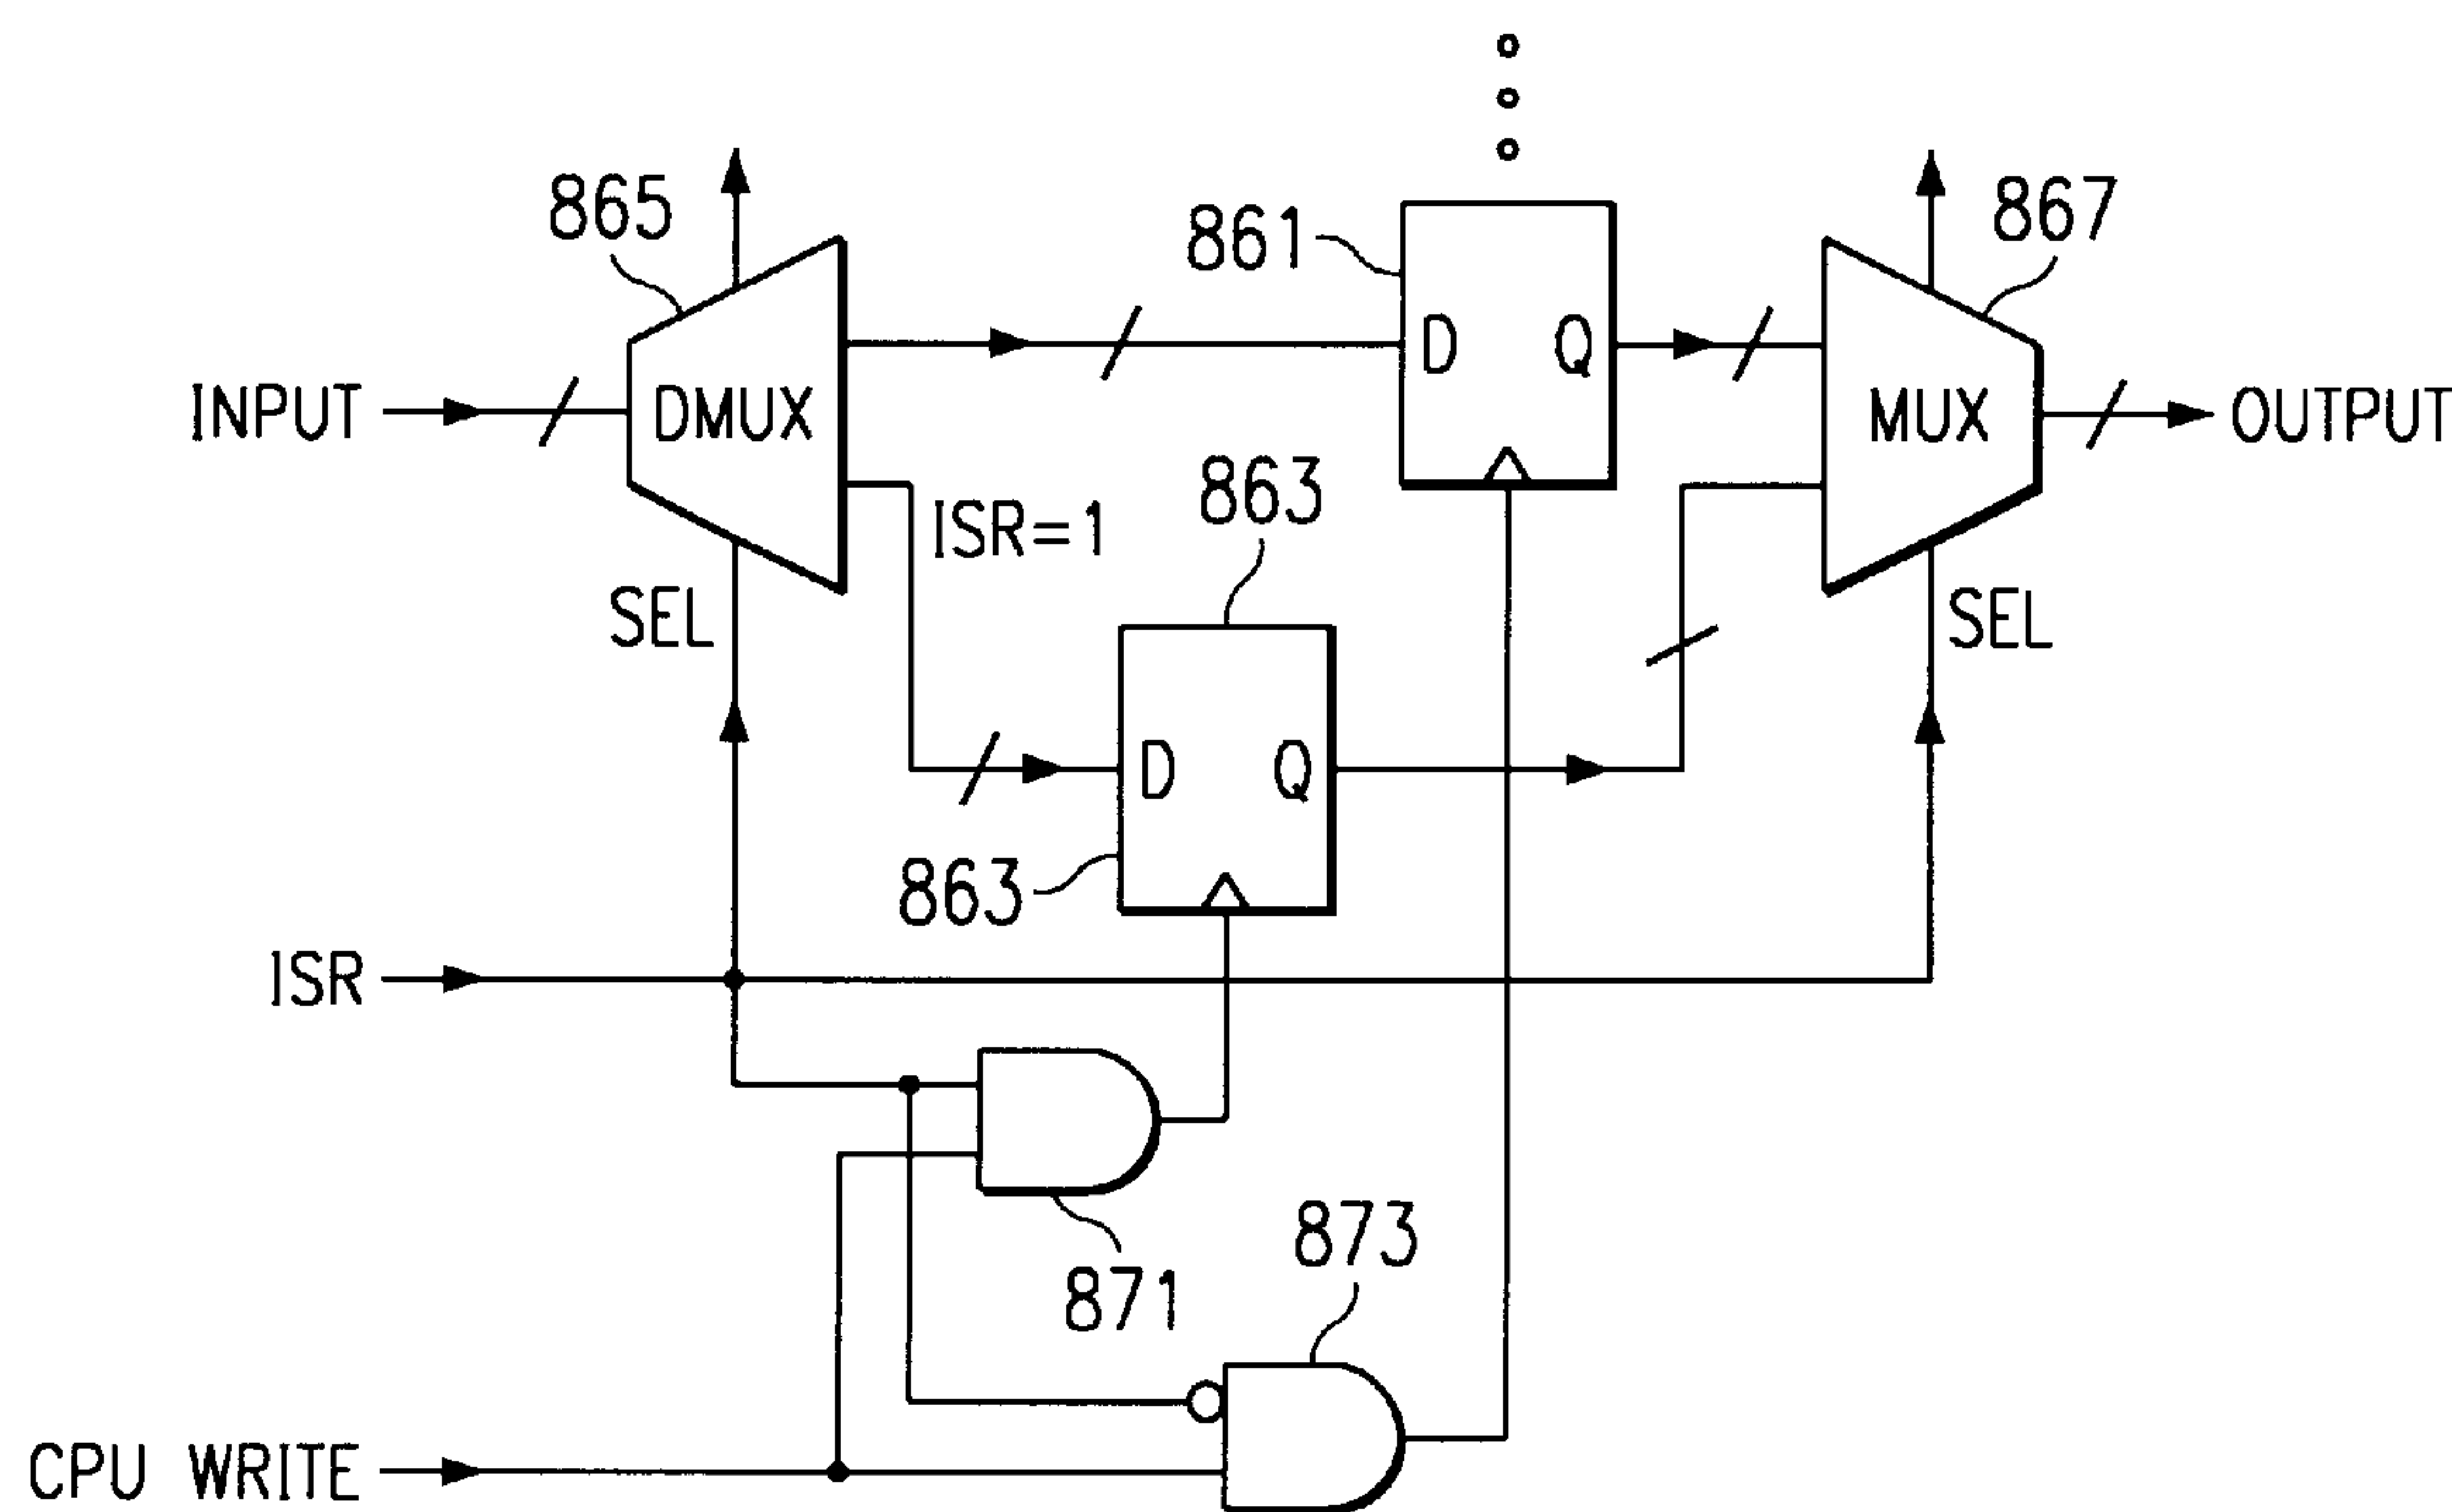 865
861
867
D Q
INPUT
DMUX
MUX
OUTPUT
863
ISR=1
SEL
SEL
D Q
863
ISR
871
873
CPU WRITE